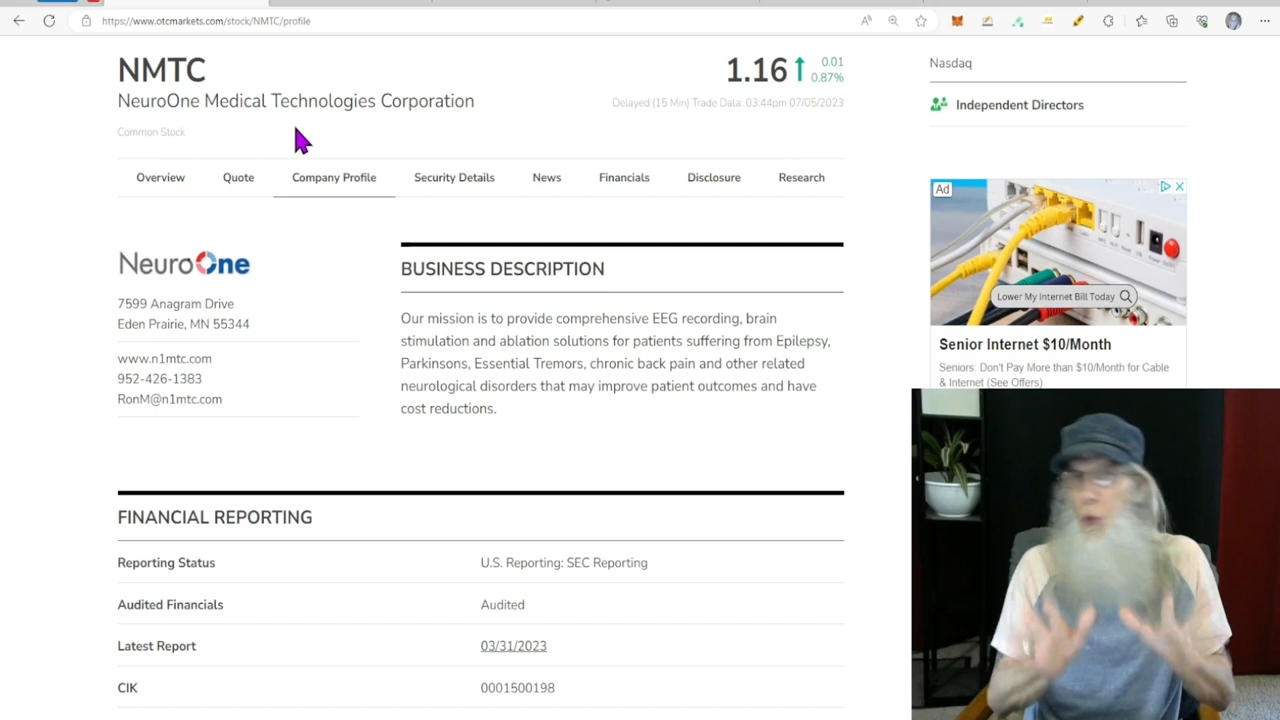 https://www.otcmarkets.com/stock/NMTC/profile
NMTC
1.16
0.01
0.87%
NeuroOne Medical Technologies Corporation
Delayed (15 Min) Trade Data: 03:44pm 07/05/2023
Common Stock
Overview
Quote
Company Profile
Security Details
News
Financials
Disclosure
Research
NeuroOne
7599 Anagram Drive
Eden Prairie, MN 55344
www.n1mtc.com
952-426-1383
RonM@n1mtc.com
BUSINESS DESCRIPTION
Our mission is to provide comprehensive EEG recording, brain
stimulation and ablation solutions for patients suffering from Epilepsy,
Parkinsons, Essential Tremors, chronic back pain and other related
neurological disorders that may improve patient outcomes and have
cost reductions.
FINANCIAL REPORTING
Reporting Status
U.S. Reporting: SEC Reporting
Audited Financials
Audited
Latest Report
03/31/2023
CIK
0001500198
Nasdaq
Independent Directors
Ad
Lower My Internet Bill Today
Senior Internet $10/Month
Seniors: Don't Pay More than $10/Month for Cable
& Internet (See Offers)